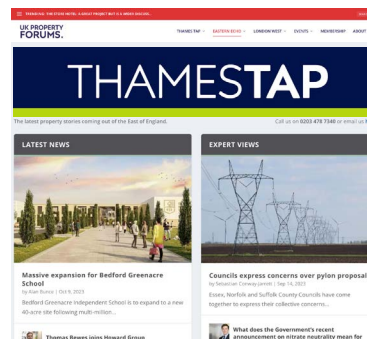 UK PROPERTY
FORUMS.
THAMES TAP
EASTERN ECHO
LONDON WEST
EVENTS
MEMBERSHIP
ABOUT
THAMESTAP
The latest property stories coming out of the East of England.
Call us on 0203 478 7340 or email us
LATEST NEWS
EXPERT VIEWS
Massive expansion for Bedford Greenacre
School
by Alan Bunce | Oct 9, 2023
Bedford Greenacre Independent School is to expand to a new
40-acre site following multi-million...
Thomas Bewes joins Howard Group
Councils express concerns over pylon proposal
by Sebastian Conway-Jarrett | Sep 14, 2023
Essex, Norfolk and Suffolk County Councils have come
together to express their collective concerns...
What does the Government's recent
announcement on nitrate neutrality mean for